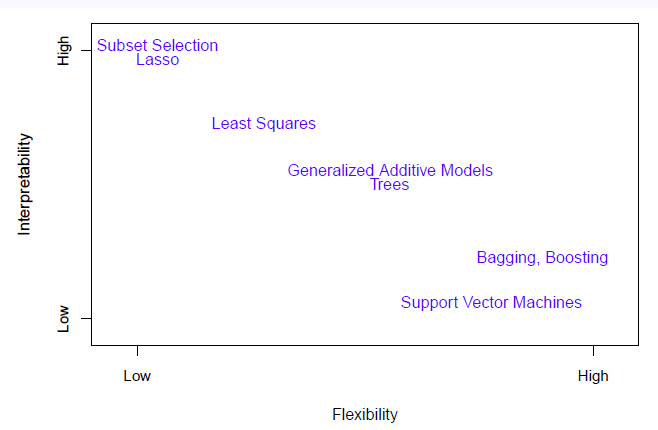 High
Subset Selection
Lasso
Least Squares
Interpretability
Generalized Additive Models
Trees
Bagging, Boosting
Support Vector Machines
Low
Low
High
Flexibility